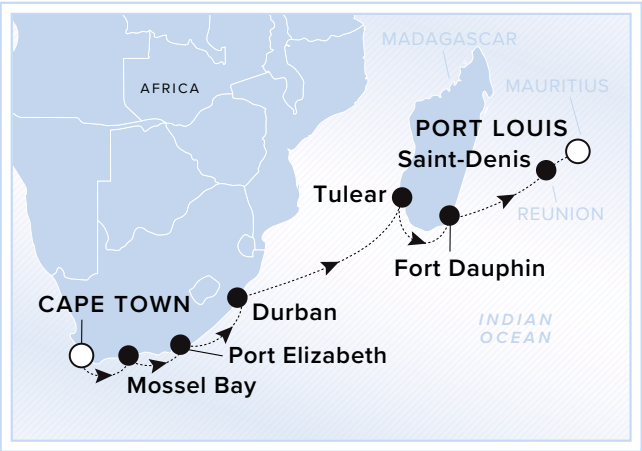 MADAGASCAR
AFRICA
MAURITIUS
PORT LOUIS
Saint-Denis
Tulear
REUNION
Fort Dauphin
CAPE TOWN
Durban
INDIAN
OCEAN
Port Elizabeth
Mossel Bay